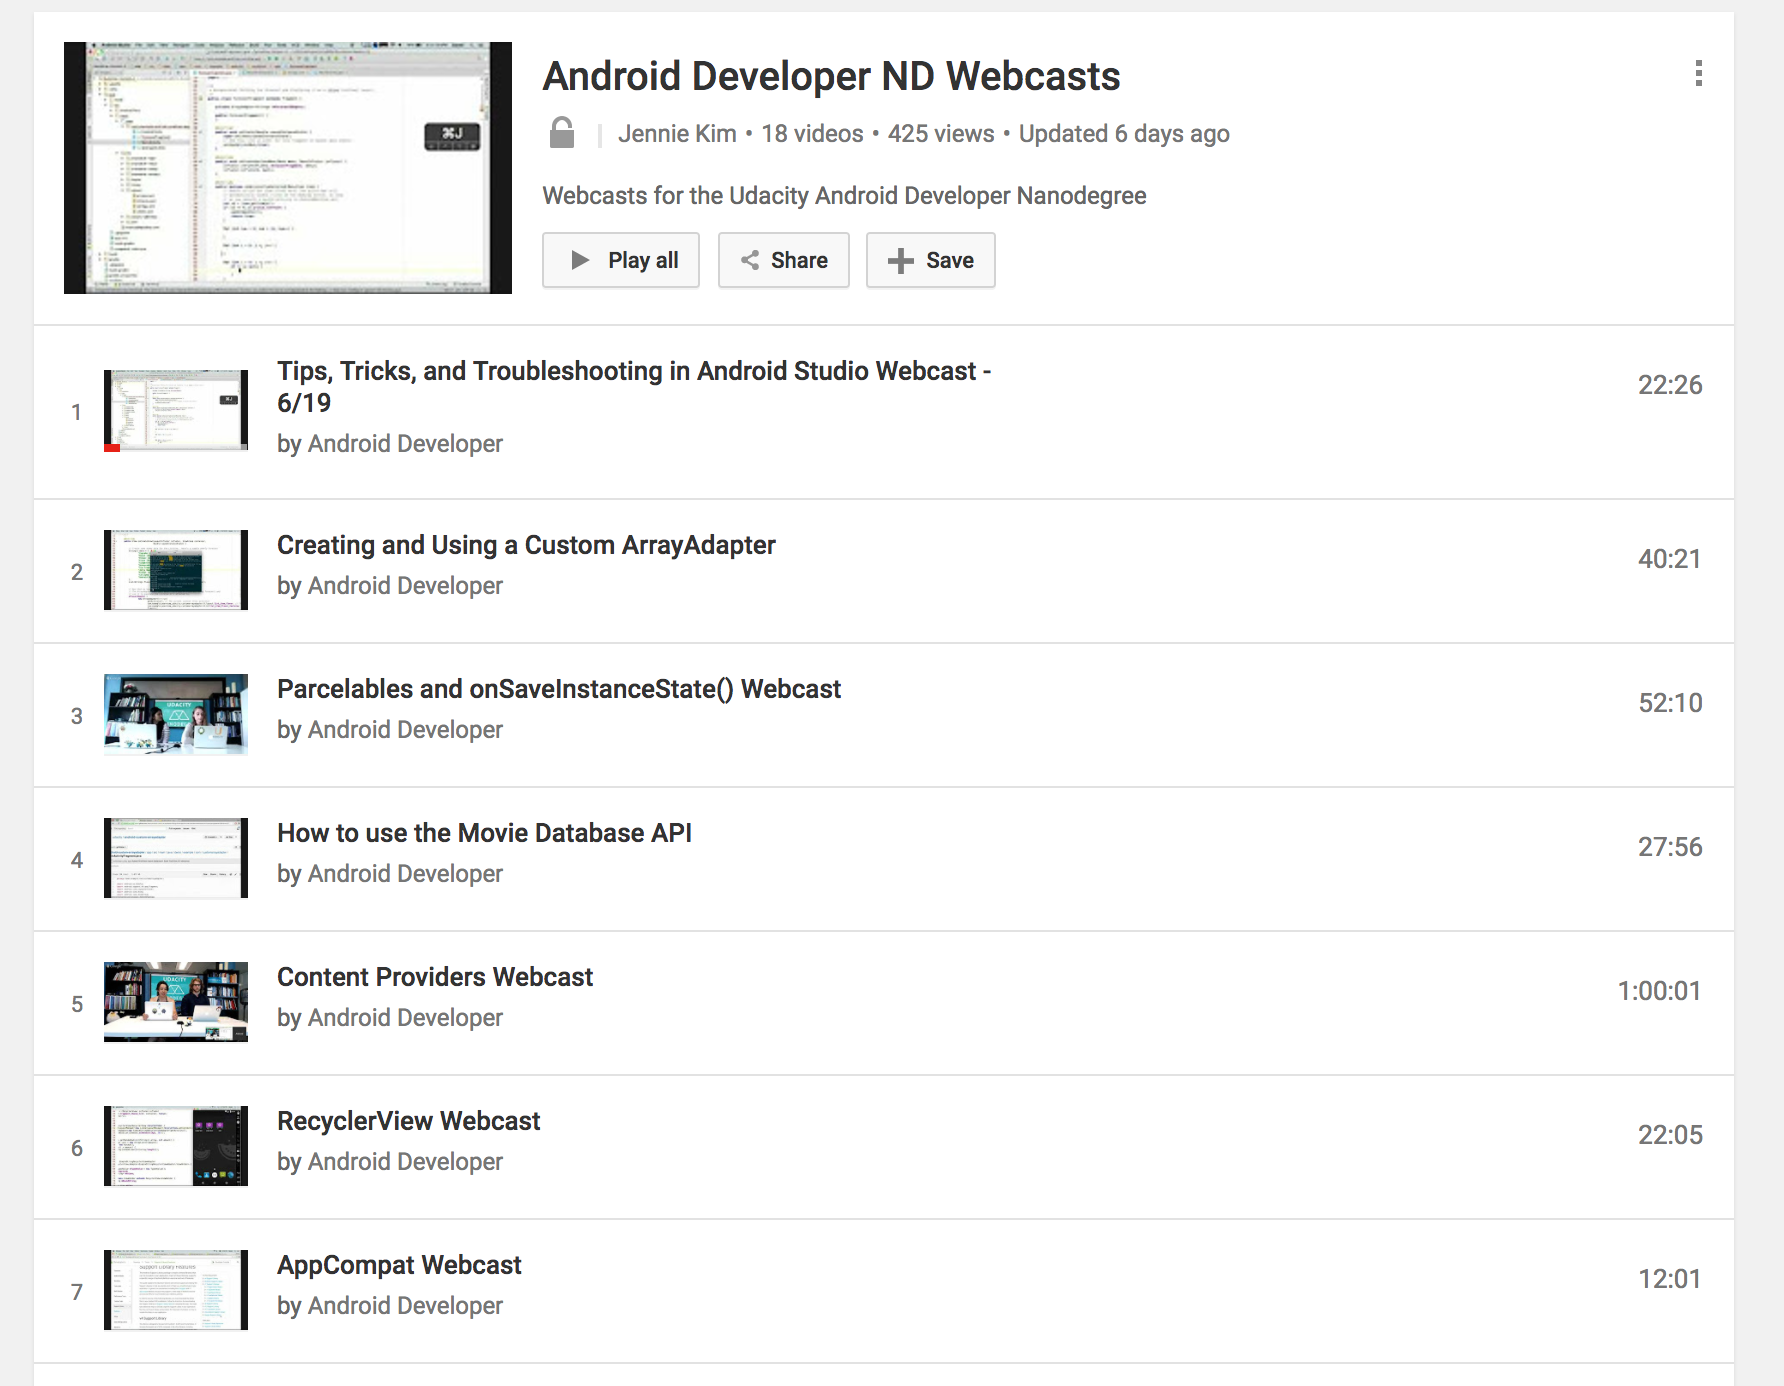 Android Developer ND Webcasts
Jennie Kim • 18 videos • 425 views • Updated 6 days ago
Webcasts for the Udacity Android Developer Nanodegree
Play all
Share
Save
⌘J
1
Tips, Tricks, and Troubleshooting in Android Studio Webcast -
6/19
by Android Developer
22:26
2
Creating and Using a Custom ArrayAdapter
by Android Developer
40:21
3
UDACITY
Parcelables and onSaveInstanceState() Webcast
by Android Developer
52:10
4
How to use the Movie Database API
by Android Developer
27:56
5
UDACITY
Content Providers Webcast
by Android Developer
1:00:01
6
RecyclerView Webcast
by Android Developer
22:05
7
AppCompat Webcast
by Android Developer
12:01